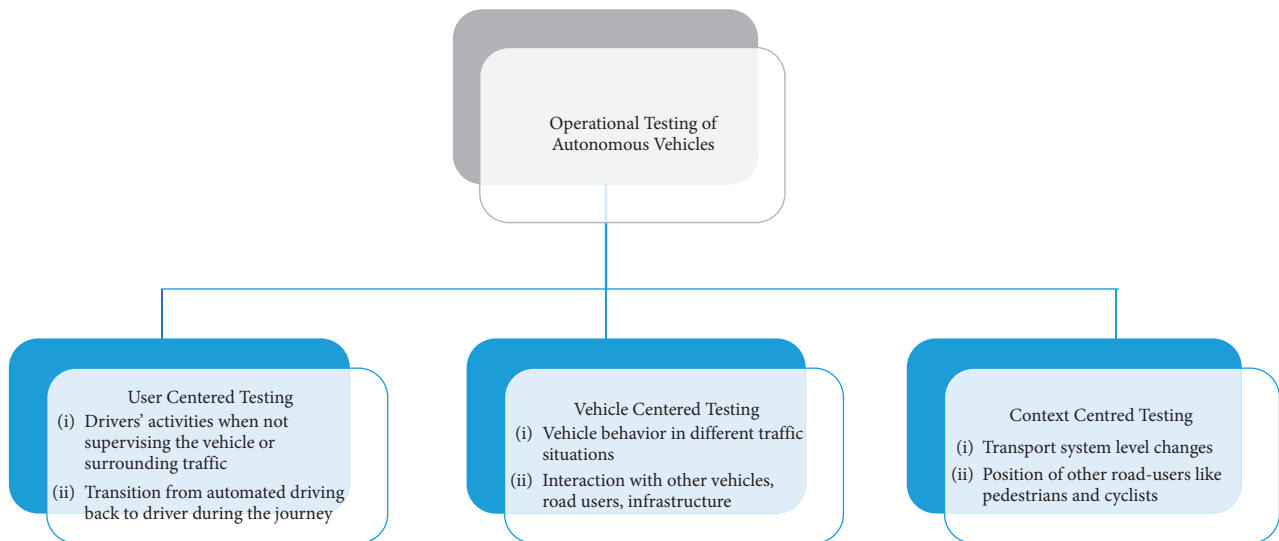 Operational Testing of
Autonomous Vehicles
User Centered Testing
(i) Drivers' activities when not
supervising the vehicle or
surrounding traffic
(ii) Transition from automated driving
back to driver during the journey
Vehicle Centered Testing
(i) Vehicle behavior in different traffic
situations
(ii) Interaction with other vehicles,
road users, infrastructure
Context Centred Testing
(i) Transport system level changes
(ii) Position of other road-users like
pedestrians and cyclists